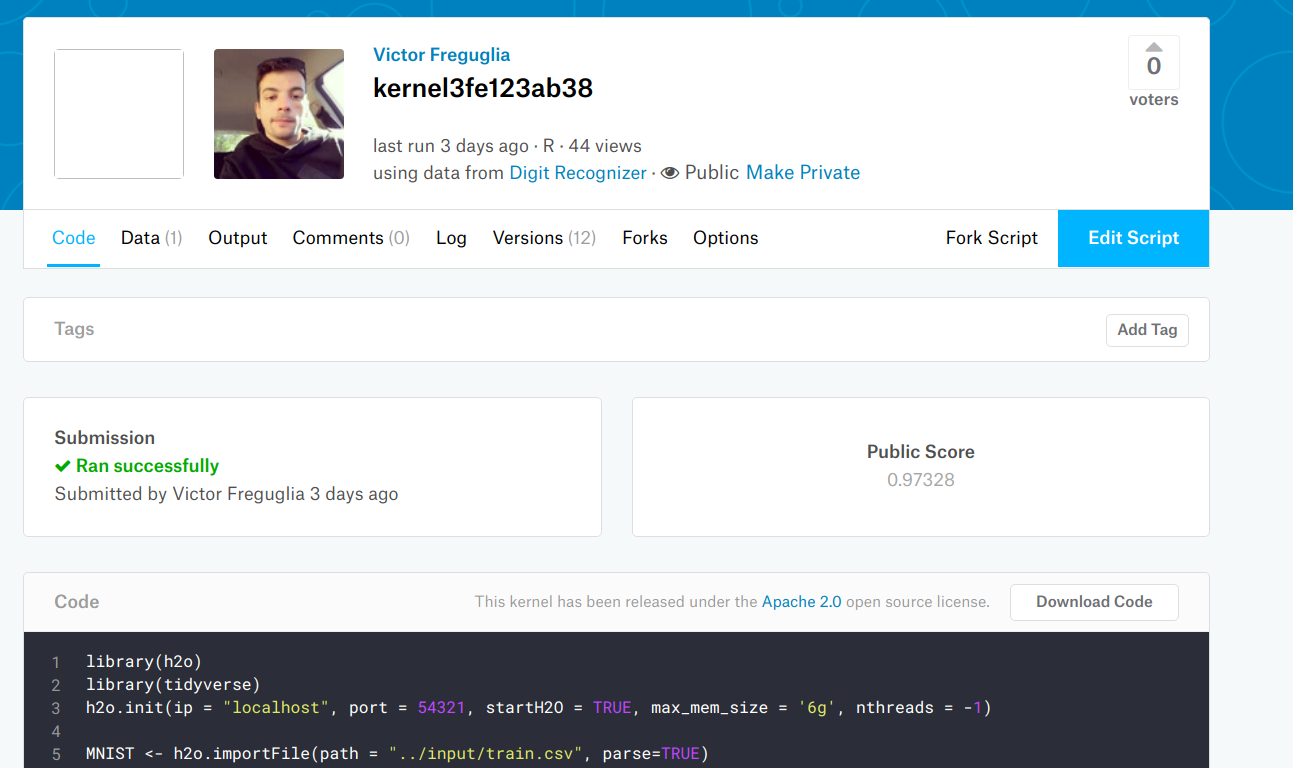 Victor Freguglia
kernel3fe123ab38
0
voters
last run 3 days ago · R · 44 views
using data from Digit Recognizer · Public Make Private
Code Data (1) Output Comments (0) Log Versions (12) Forks Options Fork Script Edit Script
Tags Add Tag
Submission
Ran successfully
Submitted by Victor Freguglia 3 days ago
Public Score
0.97328
Code This kernel has been released under the Apache 2.0 open source license. Download Code
1 library(h2o)
2 library(tidyverse)
3 h2o.init(ip = "localhost", port = 54321, startH2O = TRUE, max_mem_size = '6g', nthreads = -1)
4
5 MNIST <- h2o.importFile(path = "../input/train.csv", parse=TRUE)